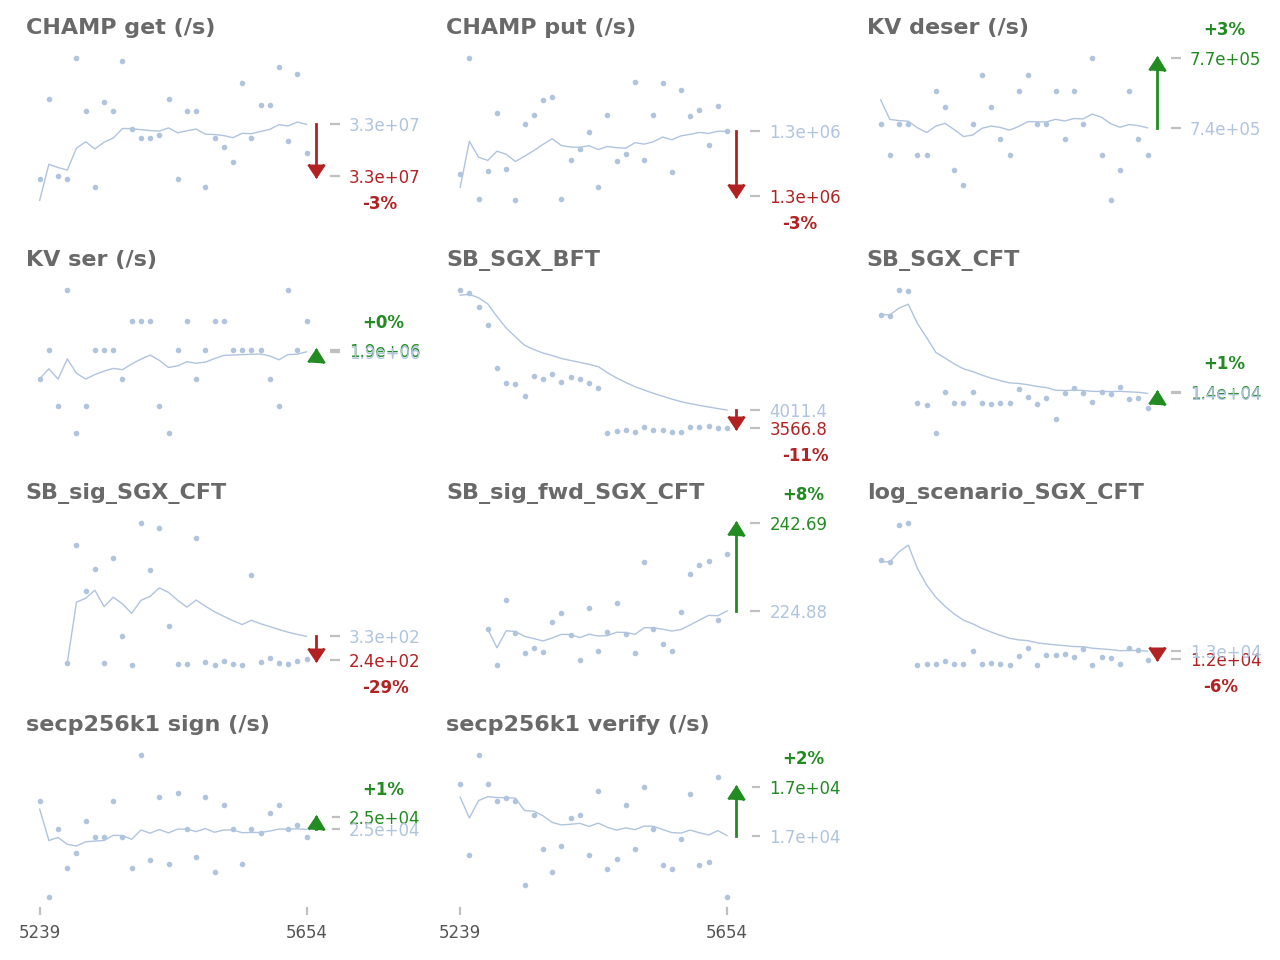 CHAMP get (/s)
3.3e+07
3.3e+07
-3%
CHAMP put (/s)
1.3e+06
1.3e+06
-3%
KV deser (/s)
+3%
7.7e+05
7.4e+05
KV ser (/s)
+0%
1.9e+06
SB_SGX_BFT
4011.4
3566.8
-11%
SB_SGX_CFT
+1%
1.4e+04
SB_sig_SGX_CFT
3.3e+02
2.4e+02
-29%
SB_sig_fwd_SGX_CFT
+8%
242.69
224.88
log_scenario_SGX_CFT
1.3e+04
1.2e+04
-6%
secp256k1 sign (/s)
+1%
2.5e+04
2.5e+04
5239
5654
secp256k1 verify (/s)
+2%
1.7e+04
1.7e+04
5239
5654